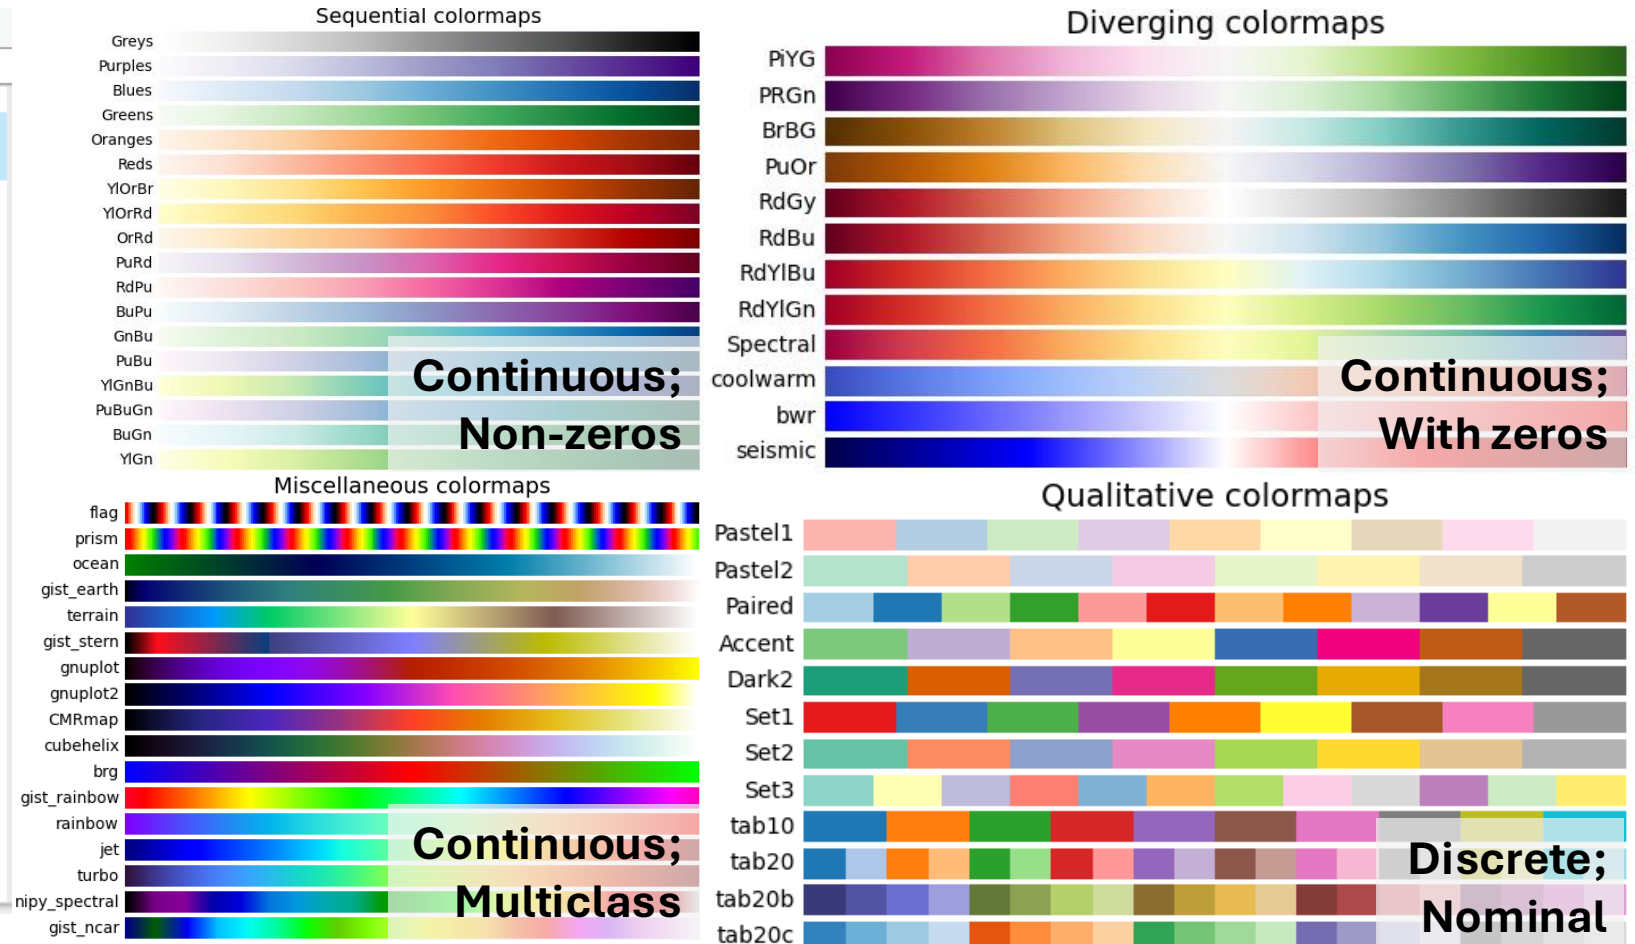 Sequential colormaps
Greys
Purples
Blues
Greens
Oranges
Reds
YlOrBr
YlOrRd
OrRd
PuRd
RdPu
BuPu
GnBu
PuBu
YlGnBu
PuBuGn
BuGn
YlGn
Continuous;
Non-zeros
Diverging colormaps
PiYG
PRGn
BrBG
PuOr
RdGy
RdBu
RdYlBu
RdYlGn
Spectral
coolwarm
bwr
seismic
Continuous;
With zeros
Miscellaneous colormaps
flag
prism
ocean
gist_earth
terrain
gist_stern
gnuplot
gnuplot2
CMRmap
cubehelix
brg
gist_rainbow
rainbow
jet
turbo
nipy_spectral
gist_ncar
Continuous;
Multiclass
Qualitative colormaps
Pastel1
Pastel2
Paired
Accent
Dark2
Set1
Set2
Set3
tab10
tab20
tab20b
tab20c
Discrete;
Nominal